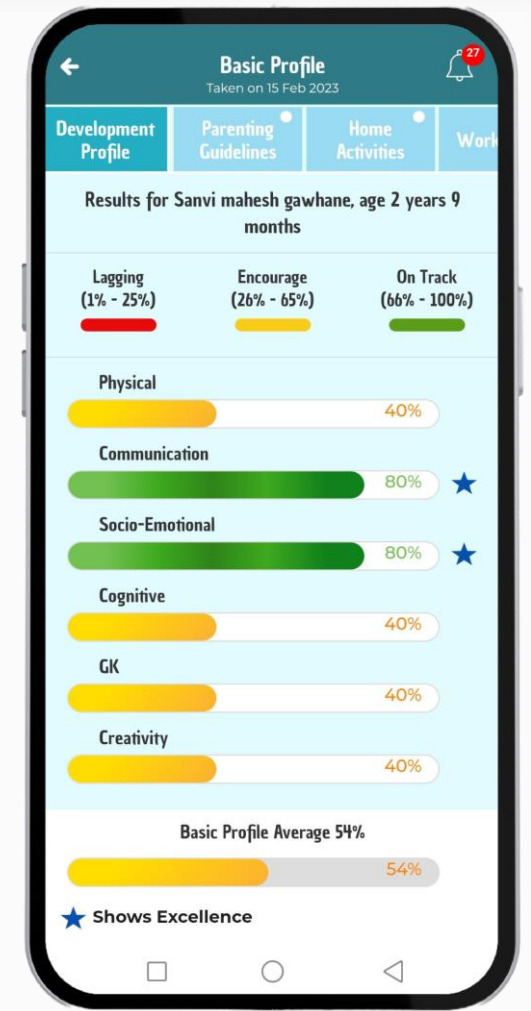 Basic Profile
27
Taken on 15 Feb 2023
Development
Profile
Parenting
Guidelines
Home
Activities
Work
Results for Sanvi mahesh gawhane, age 2 years 9
months
Lagging
(1% - 25%)
Encourage
(26% - 65%)
On Track
(66% - 100%)
Physical
40%
Communication
80%
Socio-Emotional
80%
Cognitive
40%
GK
40%
Creativity
40%
Basic Profile Average 54%
54%
Shows Excellence